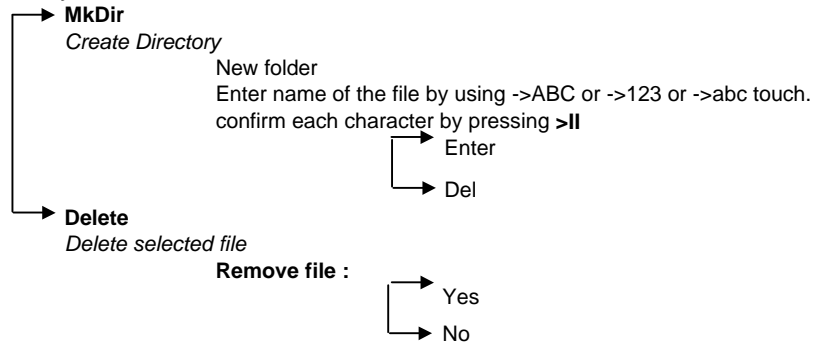 MkDir
Create Directory
New folder
Enter name of the file by using ->ABC or ->123 or ->abc touch.
confirm each character by pressing >II
Enter
Del
Delete
Delete selected file
Remove file :
Yes
No